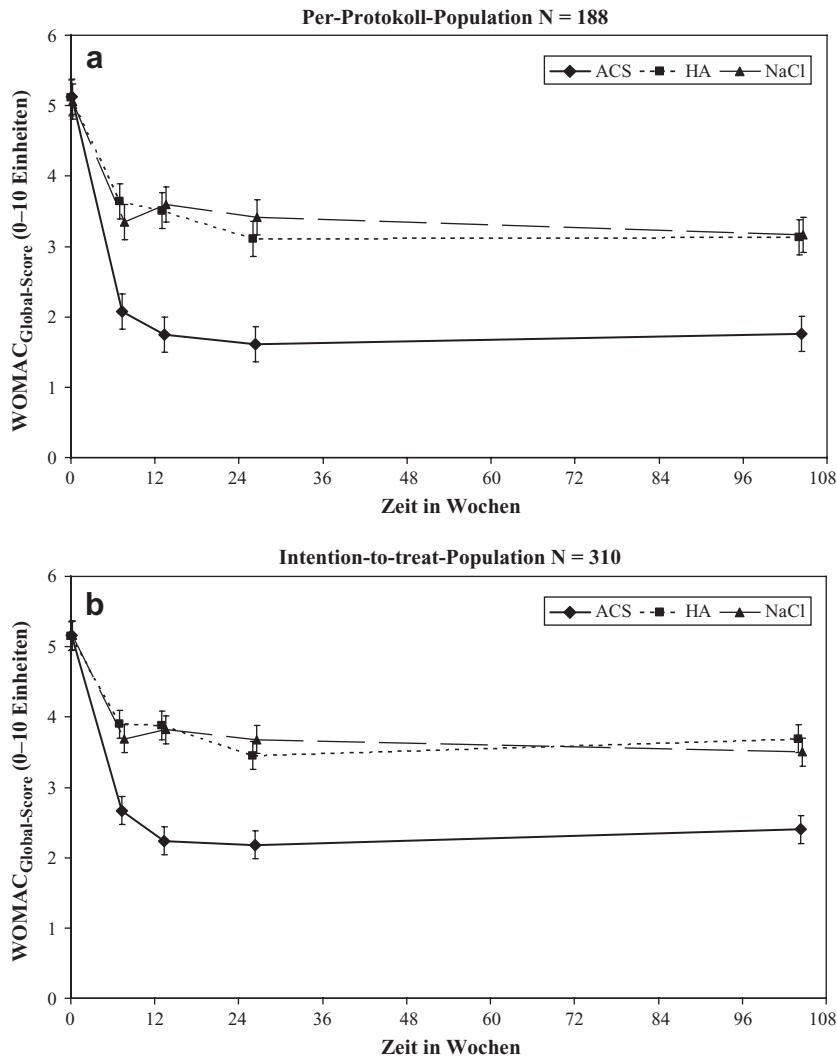 Per-Protokoll-Population N = 188
a
ACS HA NaCl
WOMAC Global-Score (0–10 Einheiten)
6
5
4
3
2
1
0
0 12 24 36 48 60 72 84 96 108
Zeit in Wochen
Intention-to-treat-Population N = 310
b
ACS HA NaCl
WOMAC Global-Score (0–10 Einheiten)
6
5
4
3
2
1
0
0 12 24 36 48 60 72 84 96 108
Zeit in Wochen